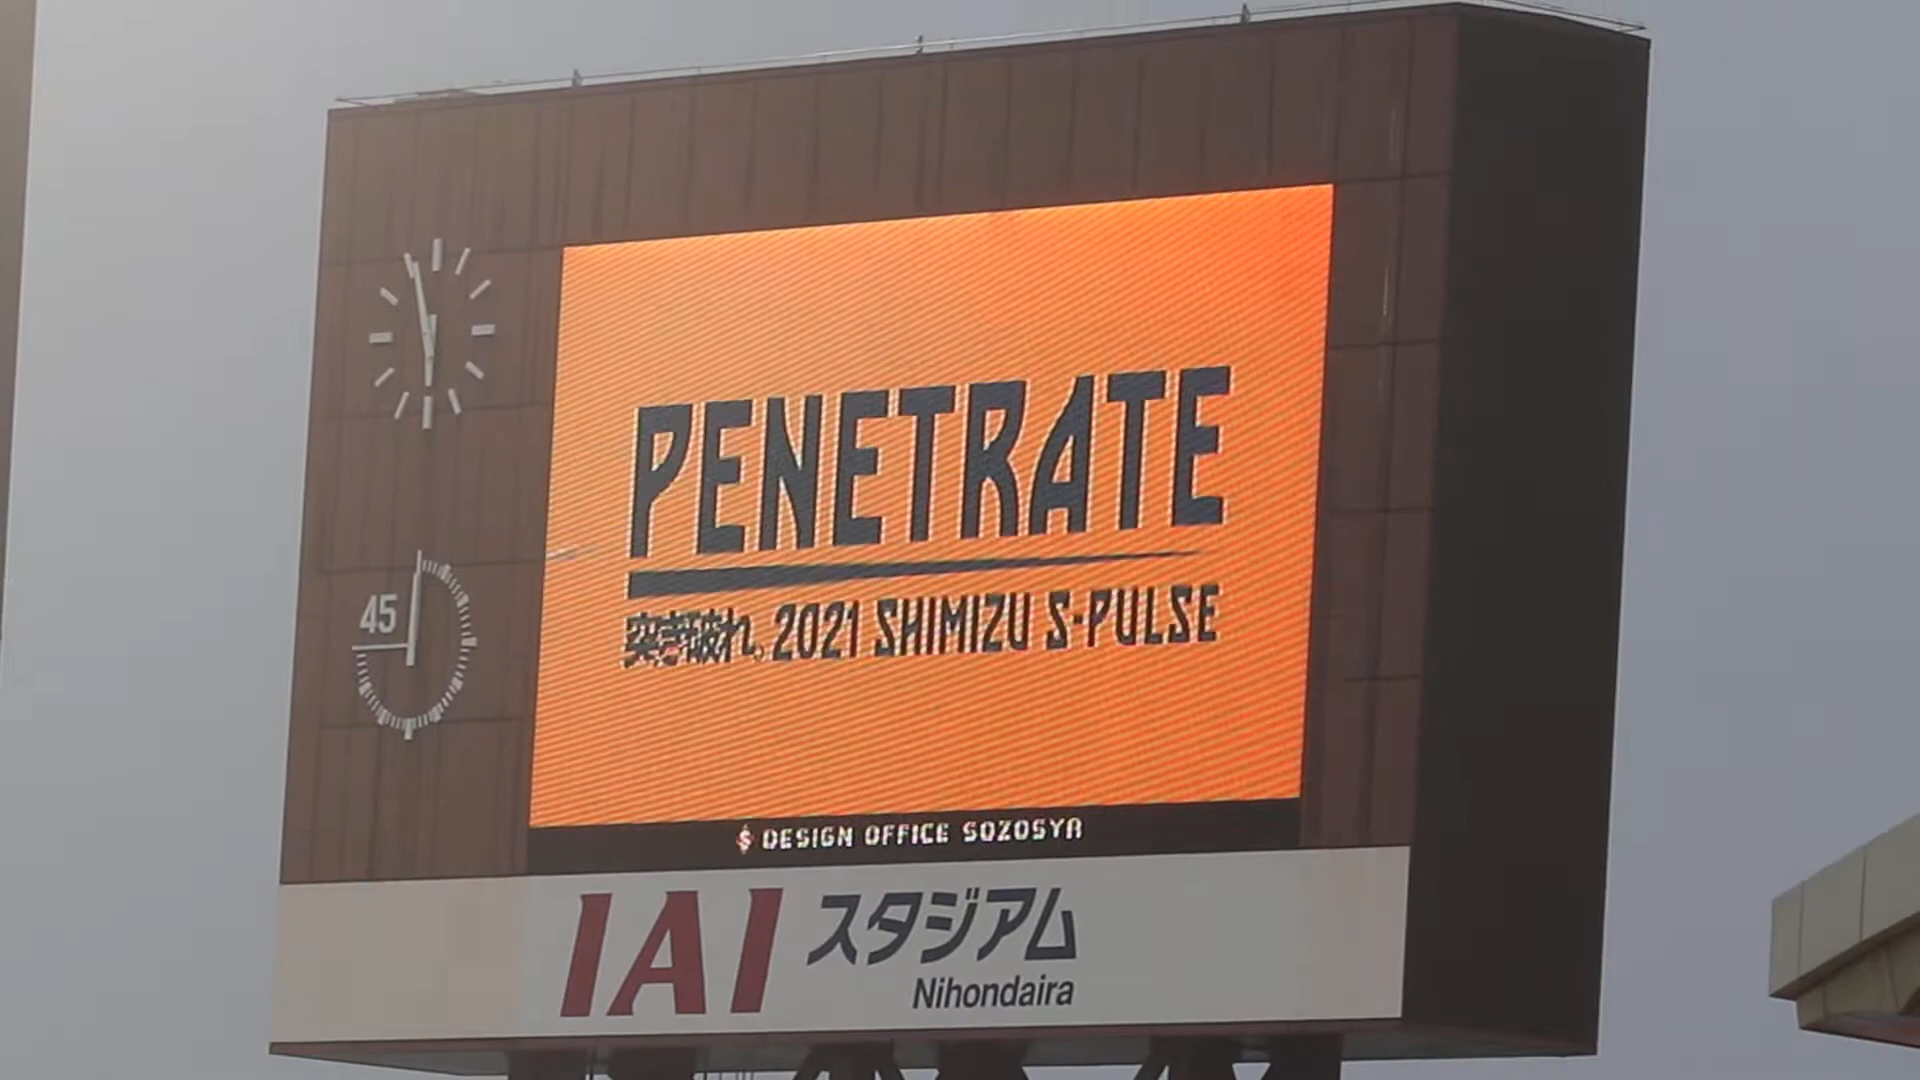 PENETRATE
突き破れ。2021 SHIMIZU S-PULSE
45
DESIGN OFFICE SOZOSYA
IAI スタジアム
Nihondaira